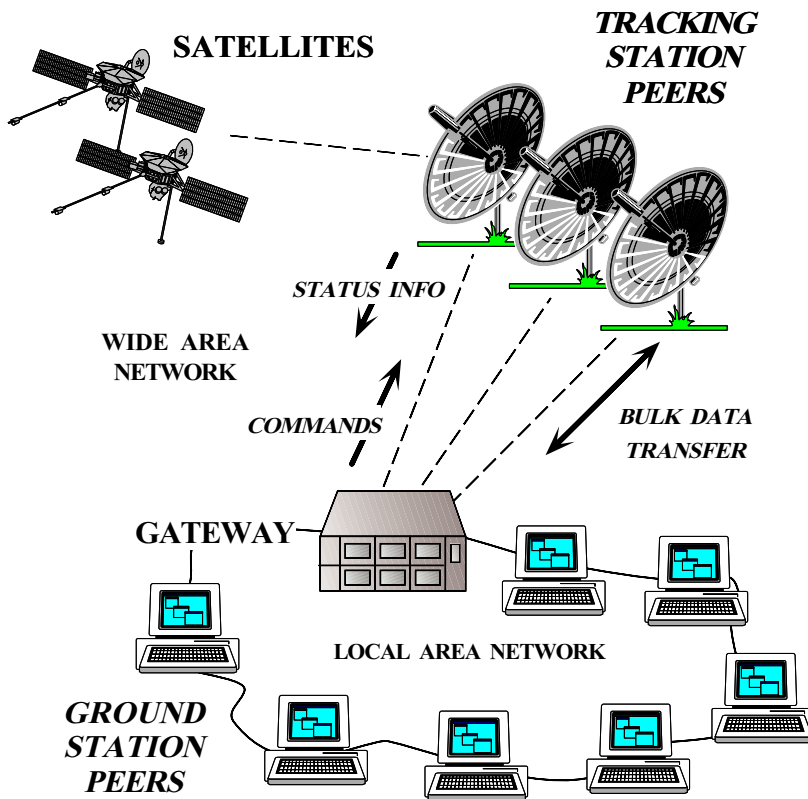 SATELLITES
TRACKING
STATION
PEERS
STATUS INFO
WIDE AREA
NETWORK
COMMANDS
BULK DATA
TRANSFER
GATEWAY
LOCAL AREA NETWORK
GROUND
STATION
PEERS